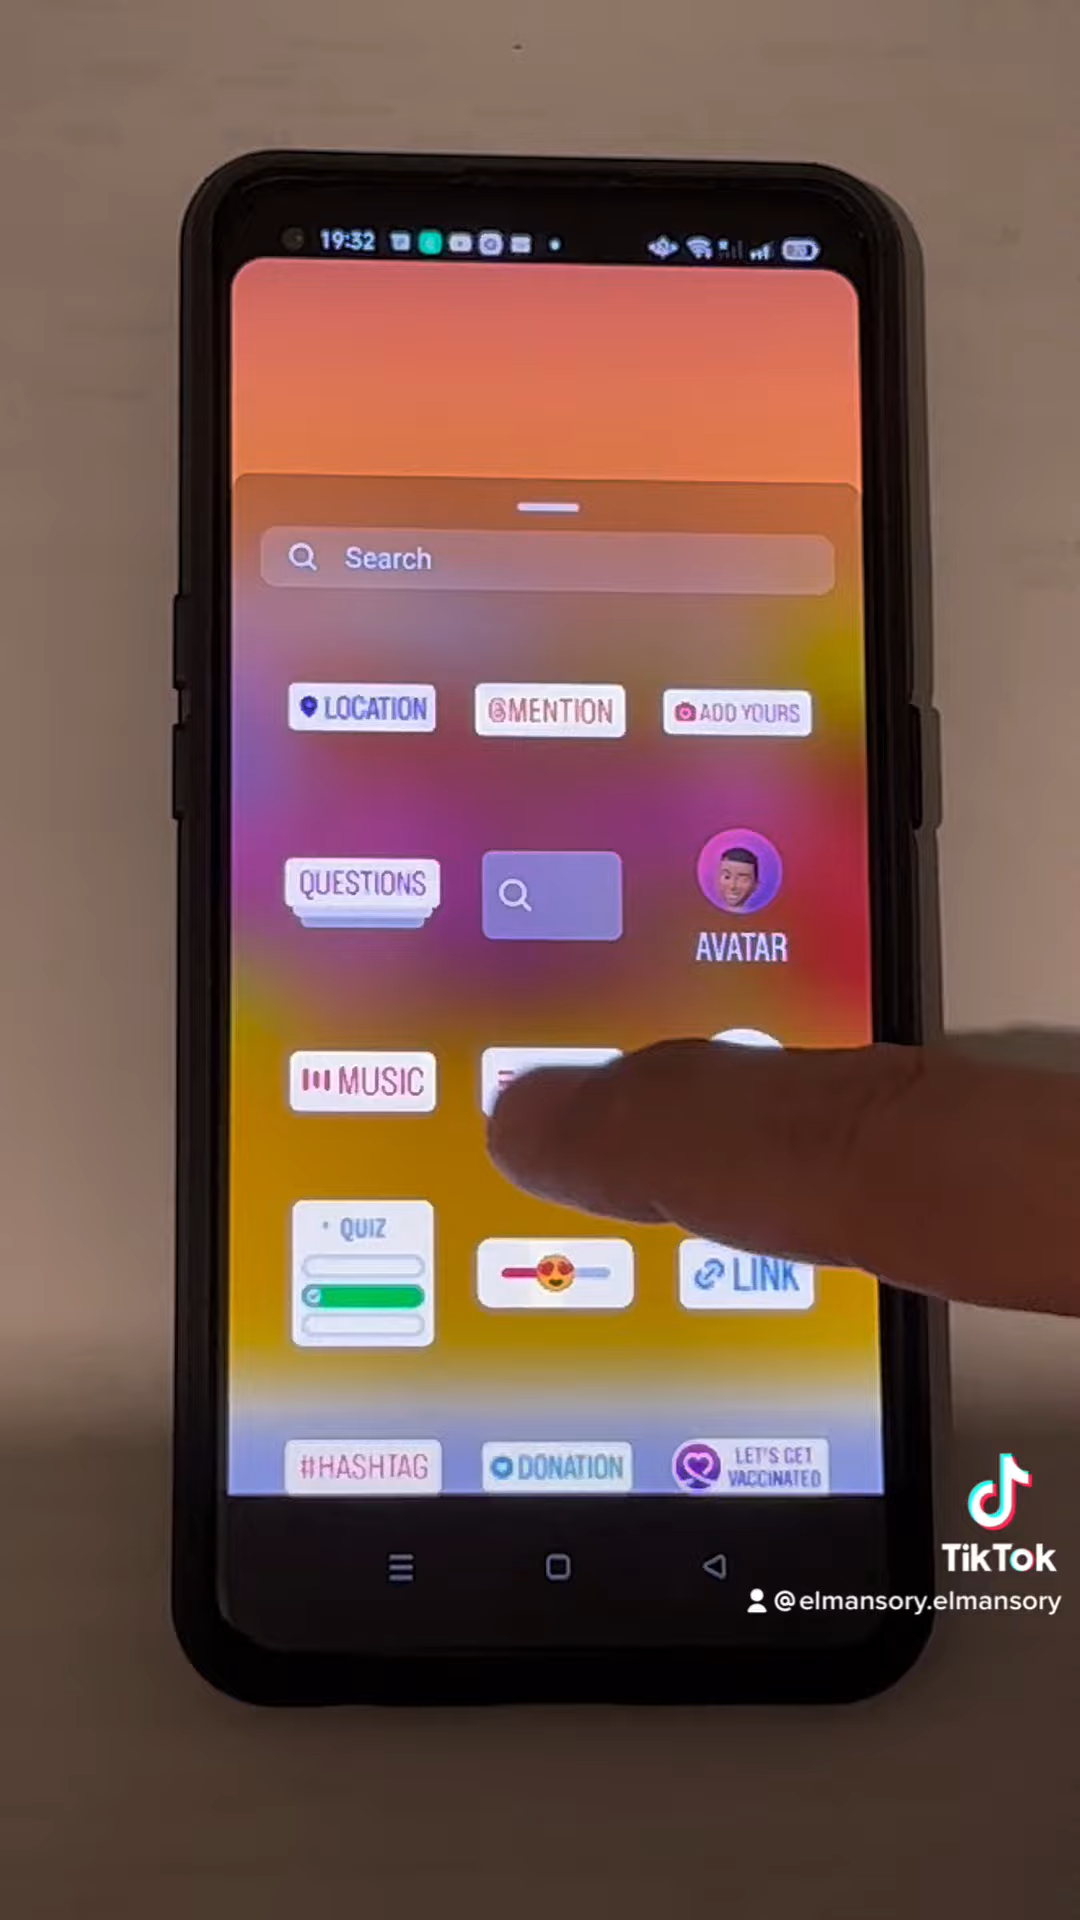 19:32
Search
LOCATION
@MENTION
ADD YOURS
QUESTIONS
AVATAR
MUSIC
QUIZ
LINK
#HASHTAG
DONATION
LET'S GET
VACCINATED
TikTok
@elmansory.elmansory